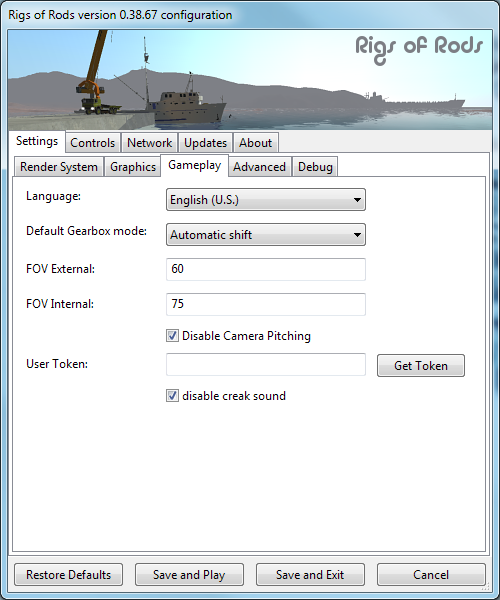 Rigs of Rods version 0.38.67 configuration
Rigs of Rods
Settings Controls Network Updates About
Render System Graphics Gameplay Advanced Debug
Language: English (U.S.)
Default Gearbox mode: Automatic shift
FOV External: 60
FOV Internal: 75
Disable Camera Pitching
User Token: Get Token
disable creak sound
Restore Defaults Save and Play Save and Exit Cancel